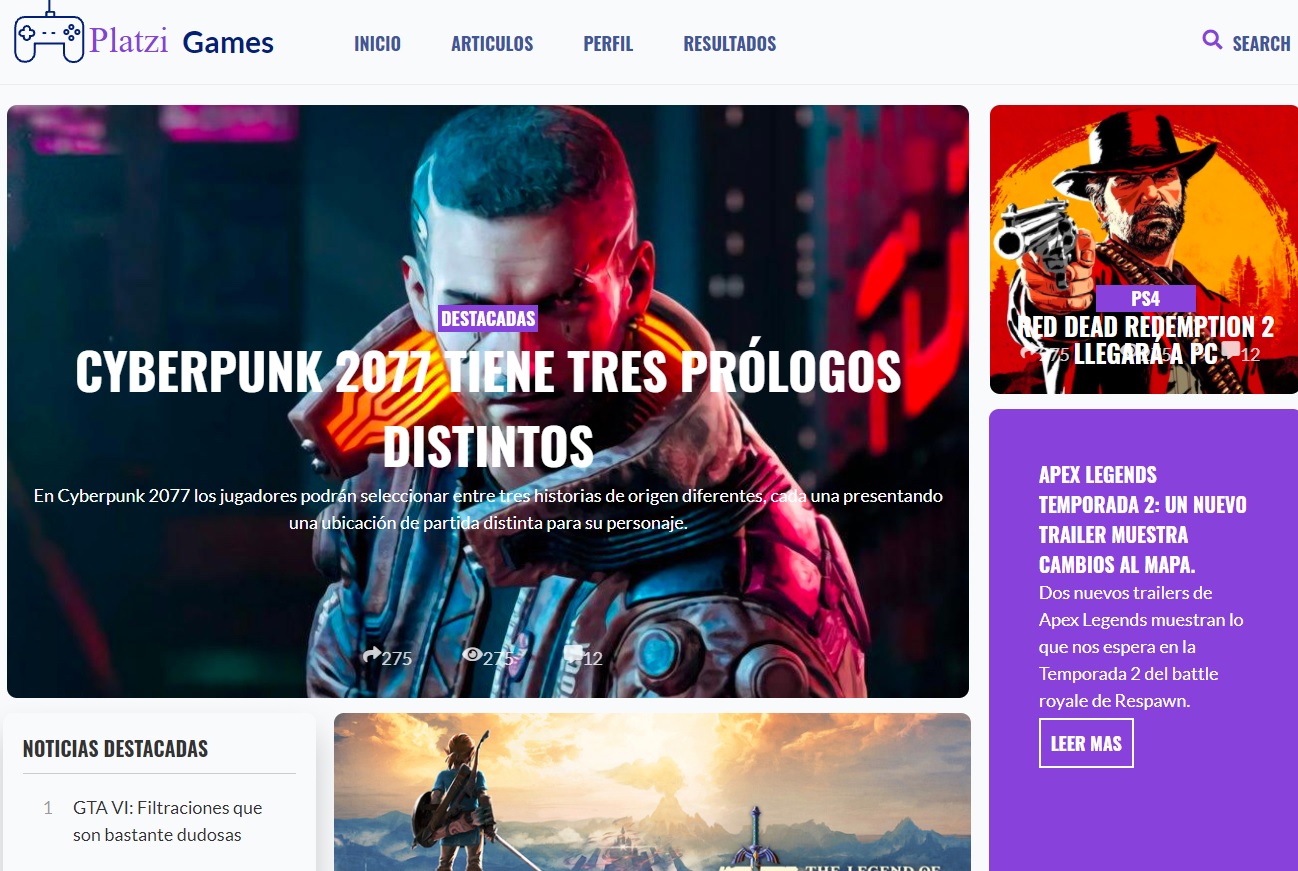 Platzi Games
INICIO
ARTICULOS
PERFIL
RESULTADOS
SEARCH
DESTACADAS
CYBERPUNK 2077 TIENE TRES PRÓLOGOS
DISTINTOS
En Cyberpunk 2077 los jugadores podrán seleccionar entre tres historias de origen diferentes, cada una presentando
una ubicación de partida distinta para su personaje.
275
275
12
PS4
RED DEAD REDEMPTION 2
LLEGARÁ A PC
275
12
APEX LEGENDS
TEMPORADA 2: UN NUEVO
TRAILER MUESTRA
CAMBIOS AL MAPA.
Dos nuevos trailers de
Apex Legends muestran lo
que nos espera en la
Temporada 2 del battle
royale de Respawn.
LEER MAS
NOTICIAS DESTACADAS
1 GTA VI: Filtraciones que
son bastante dudosas
THE LEGEND OF